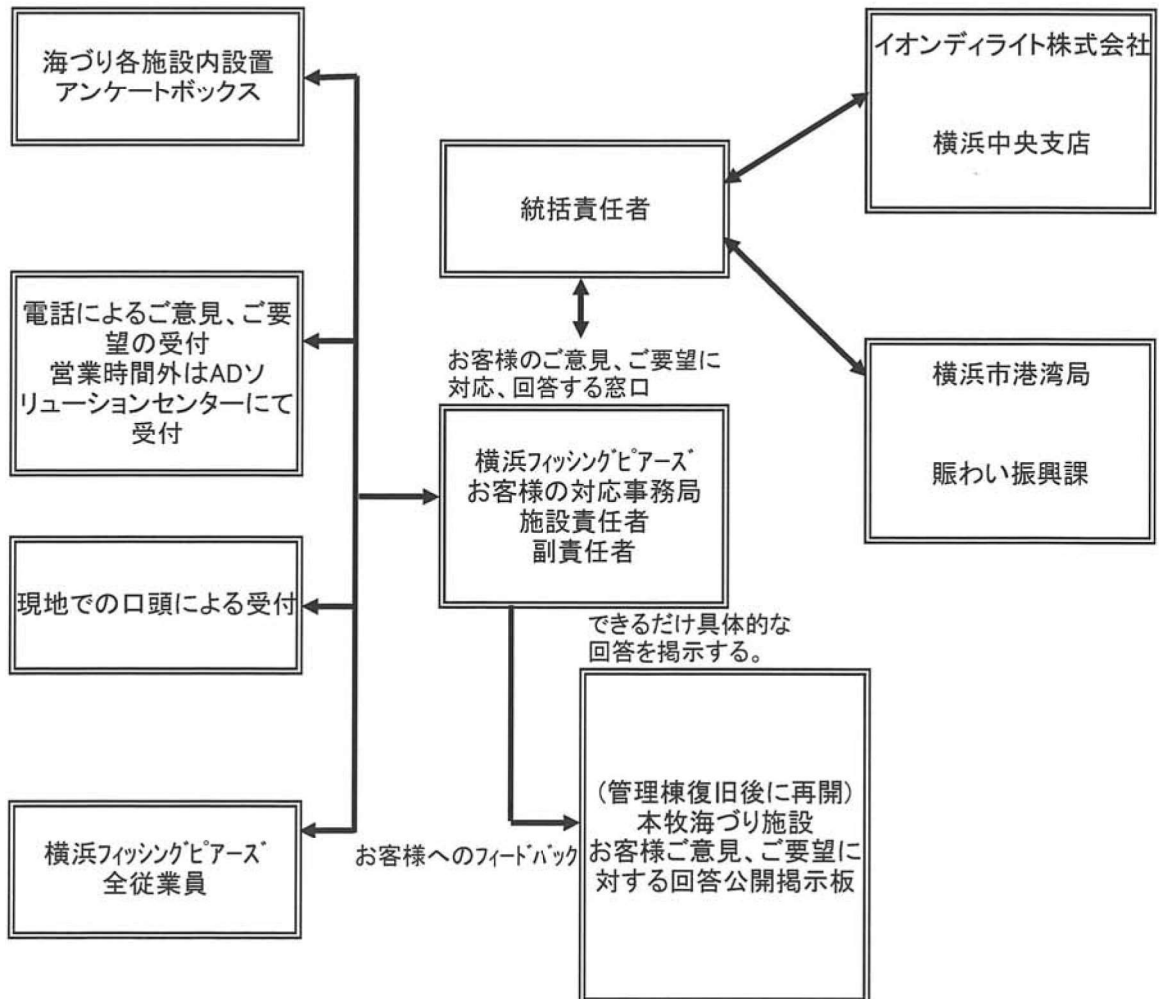 海づり各施設内設置
アンケートボックス
イオンディライト株式会社
横浜中央支店
統括責任者
電話によるご意見、ご要
望の受付
営業時間外はADソ
リューションセンターにて
受付
お客様のご意見、ご要望に
対応、回答する窓口
横浜市港湾局
賑わい振興課
横浜フィッシングピアーズ
お客様の対応事務局
施設責任者
副責任者
現地での口頭による受付
できるだけ具体的な
回答を掲示する。
(管理棟復旧後に再開)
本牧海づり施設
お客様ご意見、ご要望に
対する回答公開掲示板
お客様へのフィードバック
横浜フィッシングピアーズ
全従業員